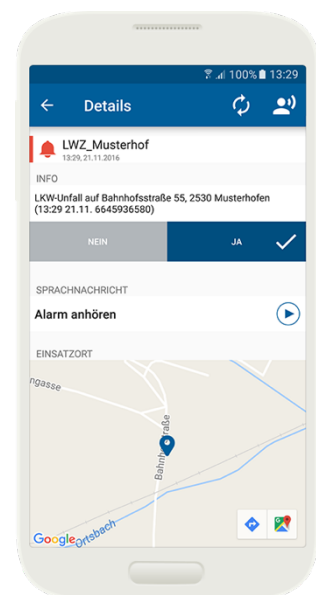 100% 13:29
Details
LWZ_Musterhof
13:29, 21.11.2016
INFO
LKW-Unfall auf Bahnhofsstraße 55, 2530 Musterhofen
(13:29 21.11. 6645936580)
NEIN JA
SPRACHNACHRICHT
Alarm anhören
EINSATZORT
ngasse
Bahnhofstraße
Google
Ortsbach